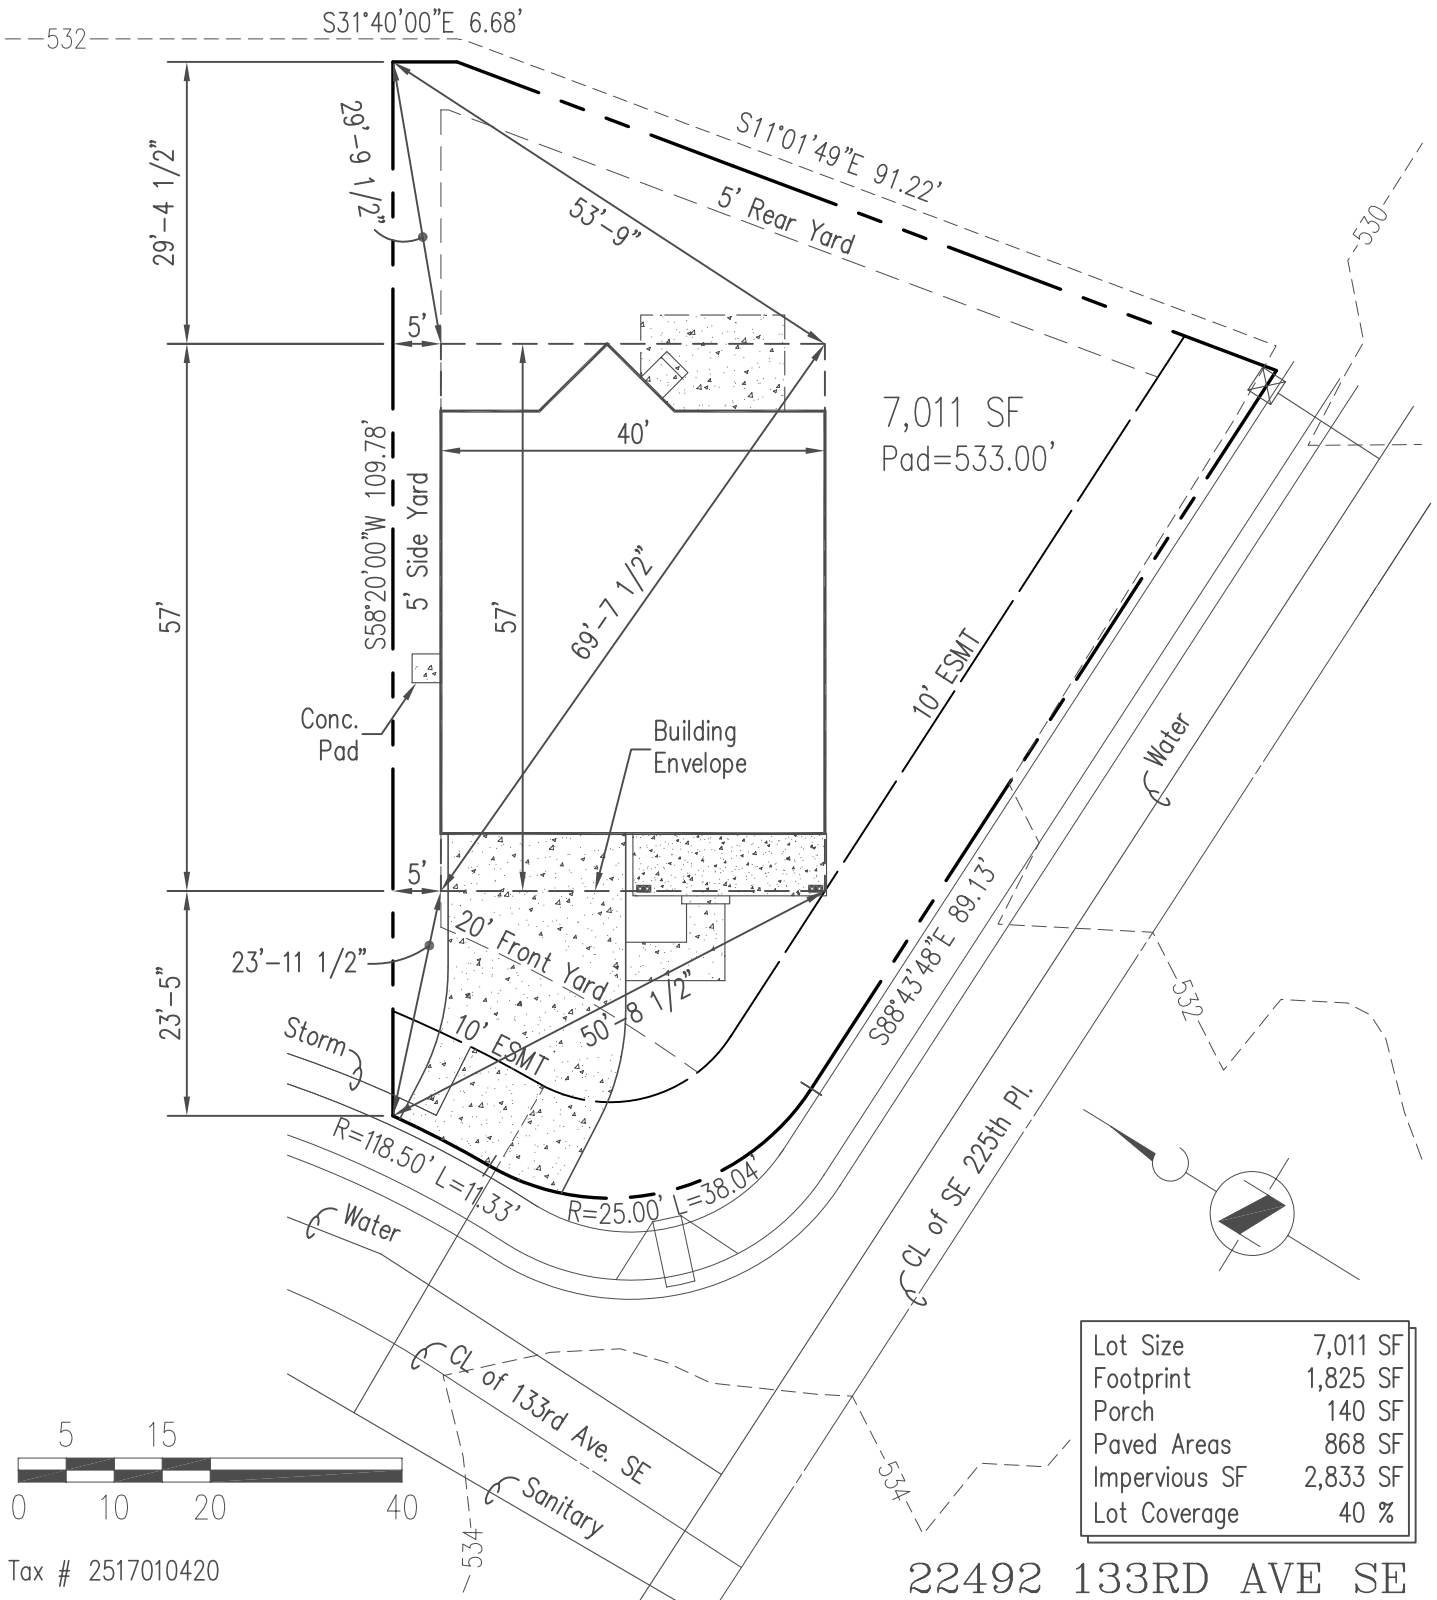 S31°40'00"E 6.68'
532
29'-4 1/2"
29'-9 1/2"
S11°01'49"E 91.22'
5' Rear Yard
53'-9"
530
5'
7,011 SF
Pad=533.00'
40'
S58°20'00"W 109.78'
5' Side Yard
57'
57'
69'-7 1/2"
10' ESMT
Conc.
Pad
Building
Envelope
Water
5'
20' Front Yard
23'-11 1/2"
50'-8 1/2"
S88°43'48"E 89.13'
23'-5"
532
Storm
10' ESMT
R=118.50' L=11.33'
R=25.00' L=38.04'
CL of SE 225th Pl.
Water
CL of 133rd Ave. SE
Sanitary
534
534
Lot Size 7,011 SF
Footprint 1,825 SF
Porch 140 SF
Paved Areas 868 SF
Impervious SF 2,833 SF
Lot Coverage 40 %
5 15
0 10 20 40
Tax # 2517010420
22492 133RD AVE SE